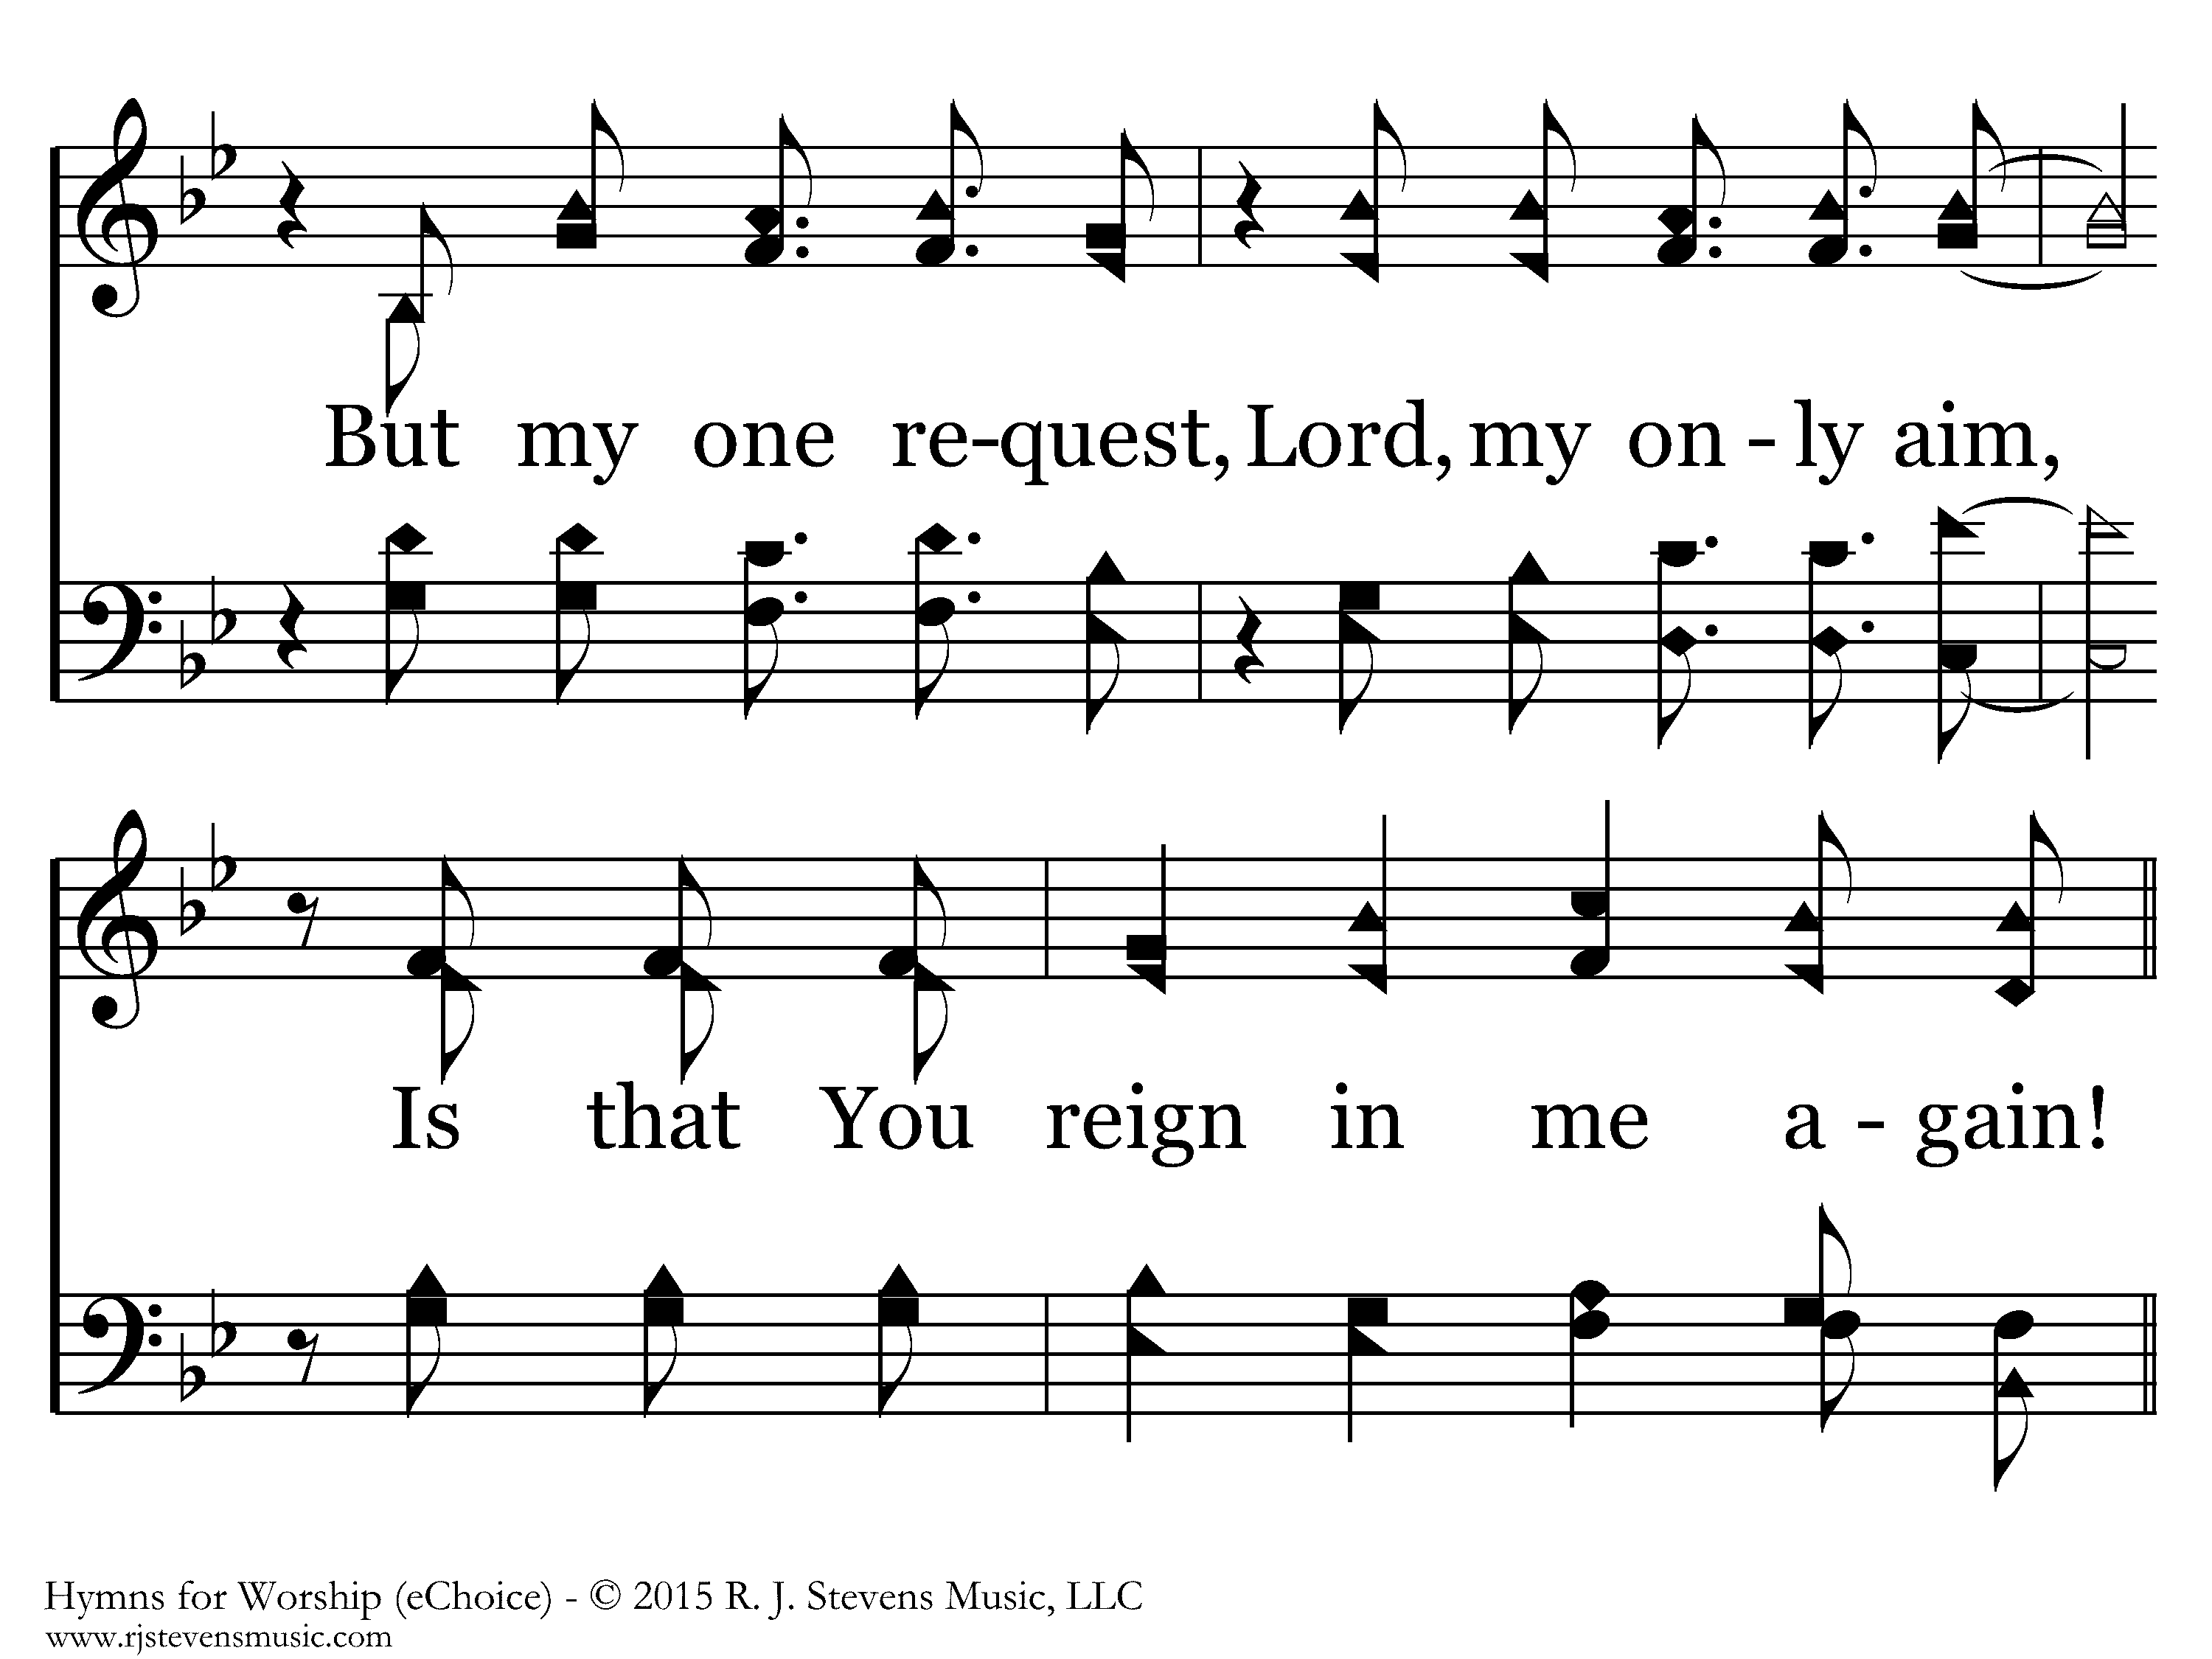 But my one re-quest, Lord, my on - ly aim,
Is that You reign in me a - gain!
Hymns for Worship (eChoice) - © 2015 R. J. Stevens Music, LLC
www.rjstevensmusic.com